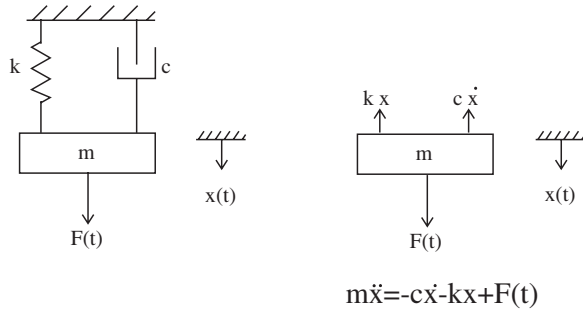 k
c
m
F(t)
x(t)
k x
c ẋ
m
F(t)
x(t)
mẍ=-cẋ-kx+F(t)